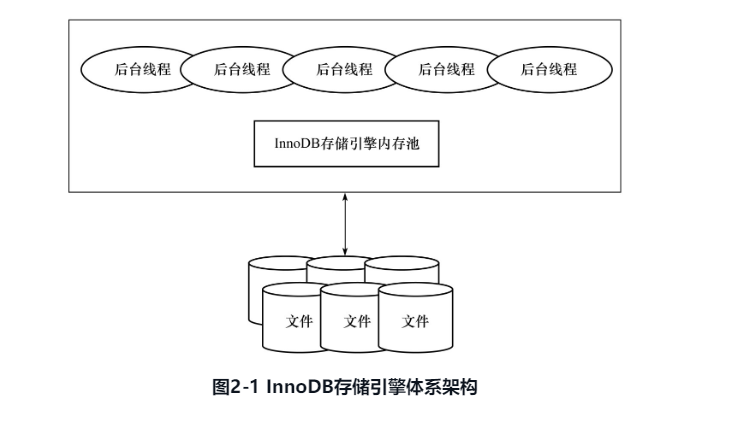 后台线程 后台线程 后台线程 后台线程 后台线程
InnoDB存储引擎内存池
文件 文件 文件
图2-1 InnoDB存储引擎体系架构